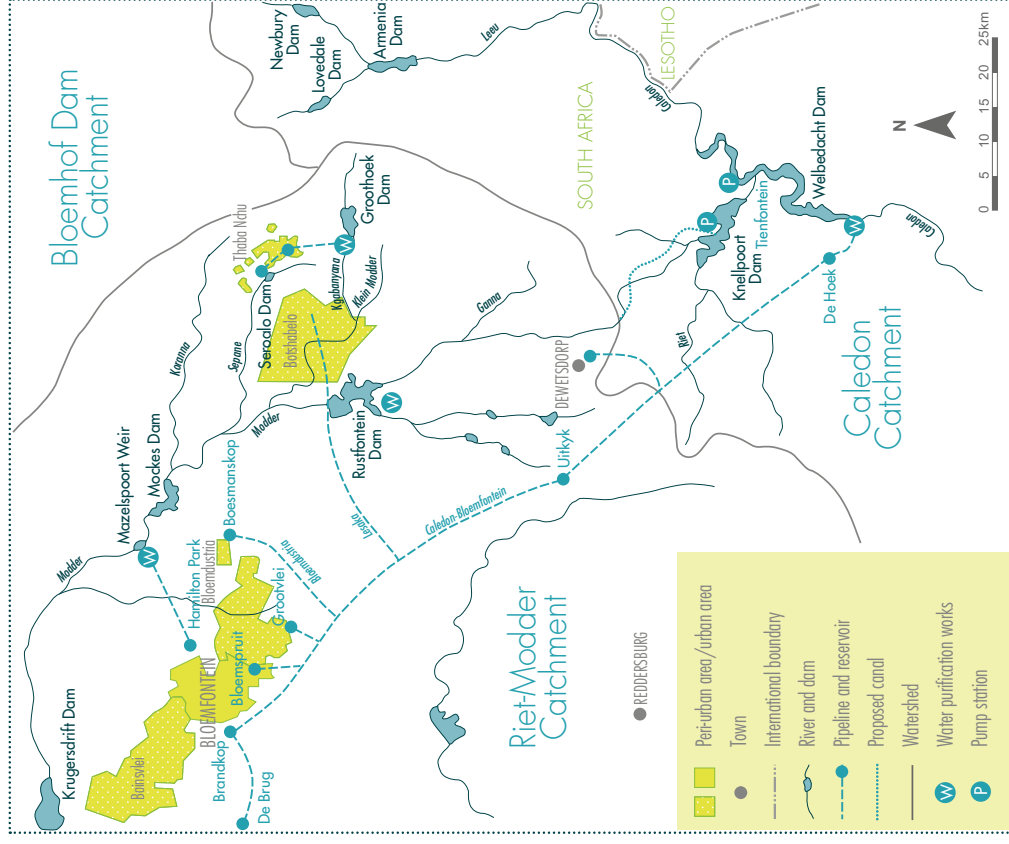 Bloemhof Dam
Catchment
Newbury
Dam
Lovedale
Dam
Armenia
Dam
Leeu
Caledon
LESOTHO
SOUTH AFRICA
Thaba Nchu
Groothoek
Dam
Kgabanyana
Klein Modder
Seroalo Dam
Botshabelo
Sepane
Koranna
Modder
Mockes Dam
Mazelspoort Weir
Modder
Rustfontein
Dam
Ganna
DEWETSDORP
Riet
Knellpoort
Dam
Tienfontein
P
P
Welbedacht Dam
Caledon
De Hoek
W
W
W
W
Caledon
Catchment
Uitkyk
Caledon-Bloemfontein
Lesaka
Bloemdustria
Boesmanskop
Hamilton Park
Bloemdustria
Grootvlei
Bloemspruit
BLOEMFONTEIN
Brandkop
De Brug
Bainsvlei
Krugersdrift Dam
Riet-Modder
Catchment
REDDERSBURG
N
0 5 10 15 20 25km
Peri-urban area/urban area
Town
International boundary
River and dam
Pipeline and reservoir
Proposed canal
Watershed
W Water purification works
P Pump station